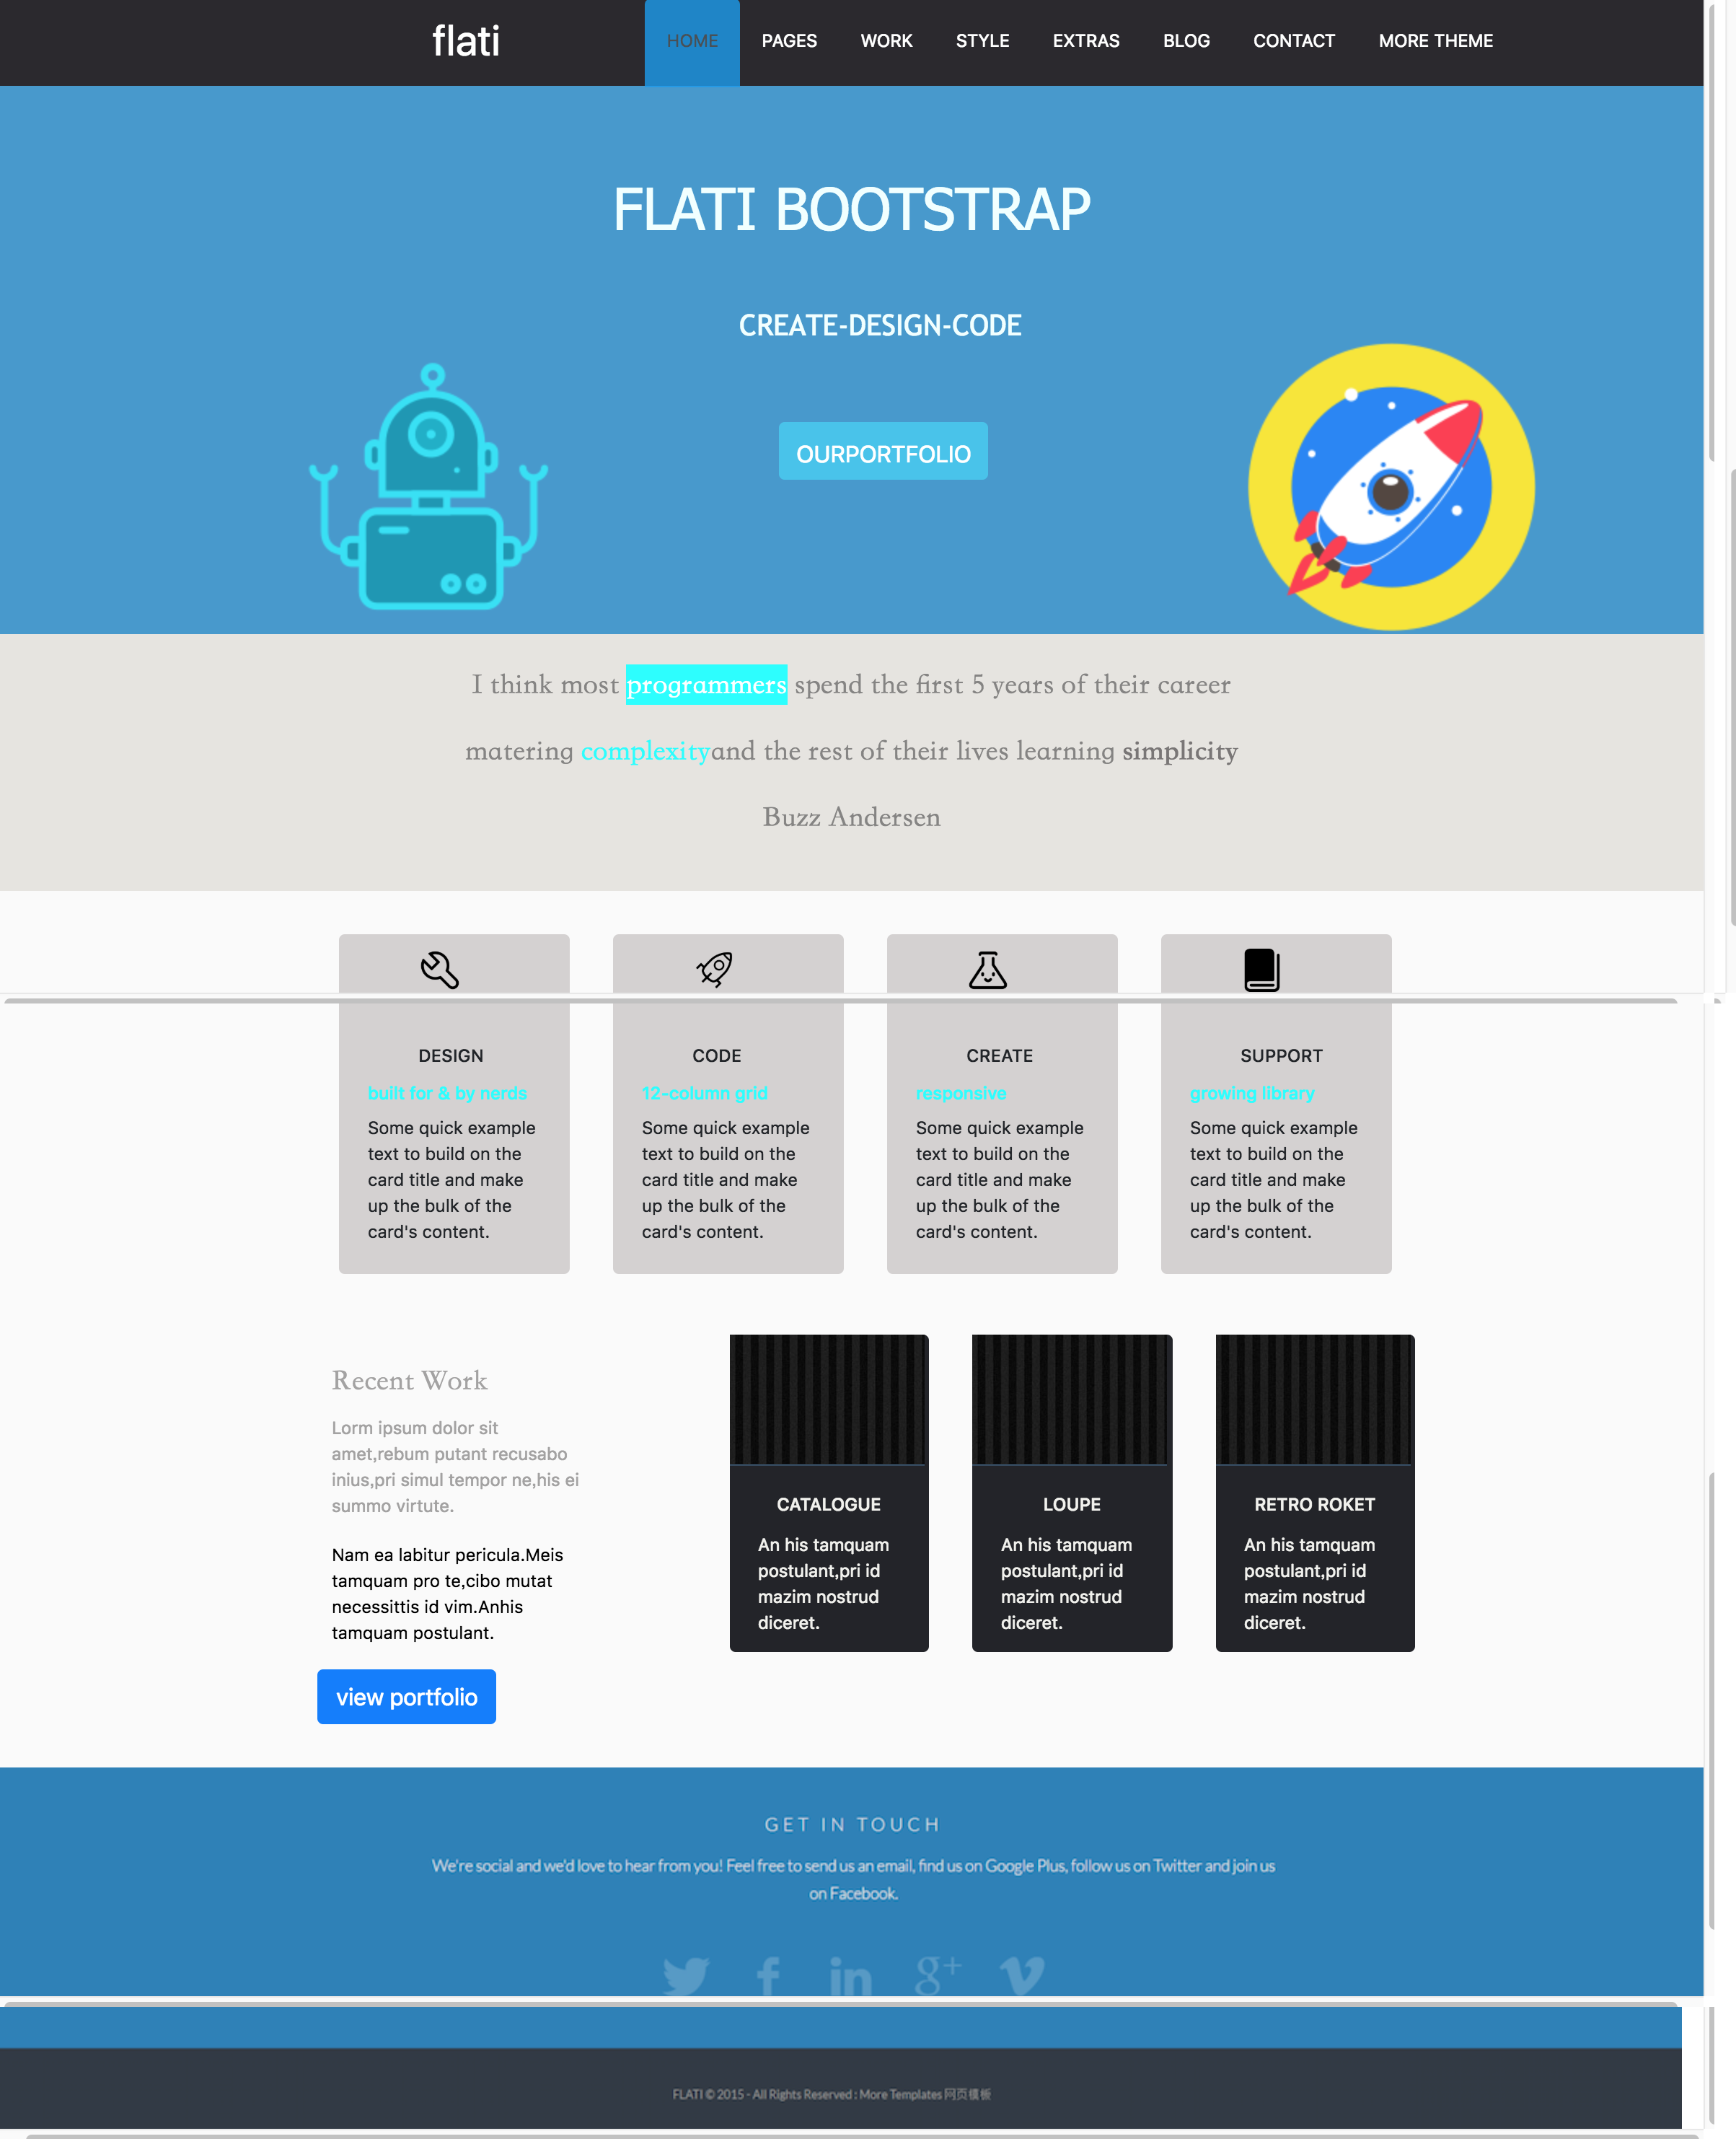 flati
HOME PAGES WORK STYLE EXTRAS BLOG CONTACT MORE THEME
FLATI BOOTSTRAP
CREATE-DESIGN-CODE
OURPORTFOLIO
I think most programmers spend the first 5 years of their career
matering complexityand the rest of their lives learning simplicity
Buzz Andersen
DESIGN
built for & by nerds
Some quick example
text to build on the
card title and make
up the bulk of the
card's content.
CODE
12-column grid
Some quick example
text to build on the
card title and make
up the bulk of the
card's content.
CREATE
responsive
Some quick example
text to build on the
card title and make
up the bulk of the
card's content.
SUPPORT
growing library
Some quick example
text to build on the
card title and make
up the bulk of the
card's content.
Recent Work
Lorm ipsum dolor sit
amet,rebum putant recusabo
inius,pri simul tempor ne,his ei
summo virtute.
Nam ea labitur pericula.Meis
tamquam pro te,cibo mutat
necessittis id vim.Anhis
tamquam postulant.
view portfolio
CATALOGUE
An his tamquam
postulant,pri id
mazim nostrud
diceret.
LOUPE
An his tamquam
postulant,pri id
mazim nostrud
diceret.
RETRO ROKET
An his tamquam
postulant,pri id
mazim nostrud
diceret.
GET IN TOUCH
We're social and we'd love to hear from you! Feel free to send us an email, find us on Google Plus, follow us on Twitter and join us
on Facebook.
f in g+
FLATI © 2015 - All Rights Reserved : More Templates 网页模板